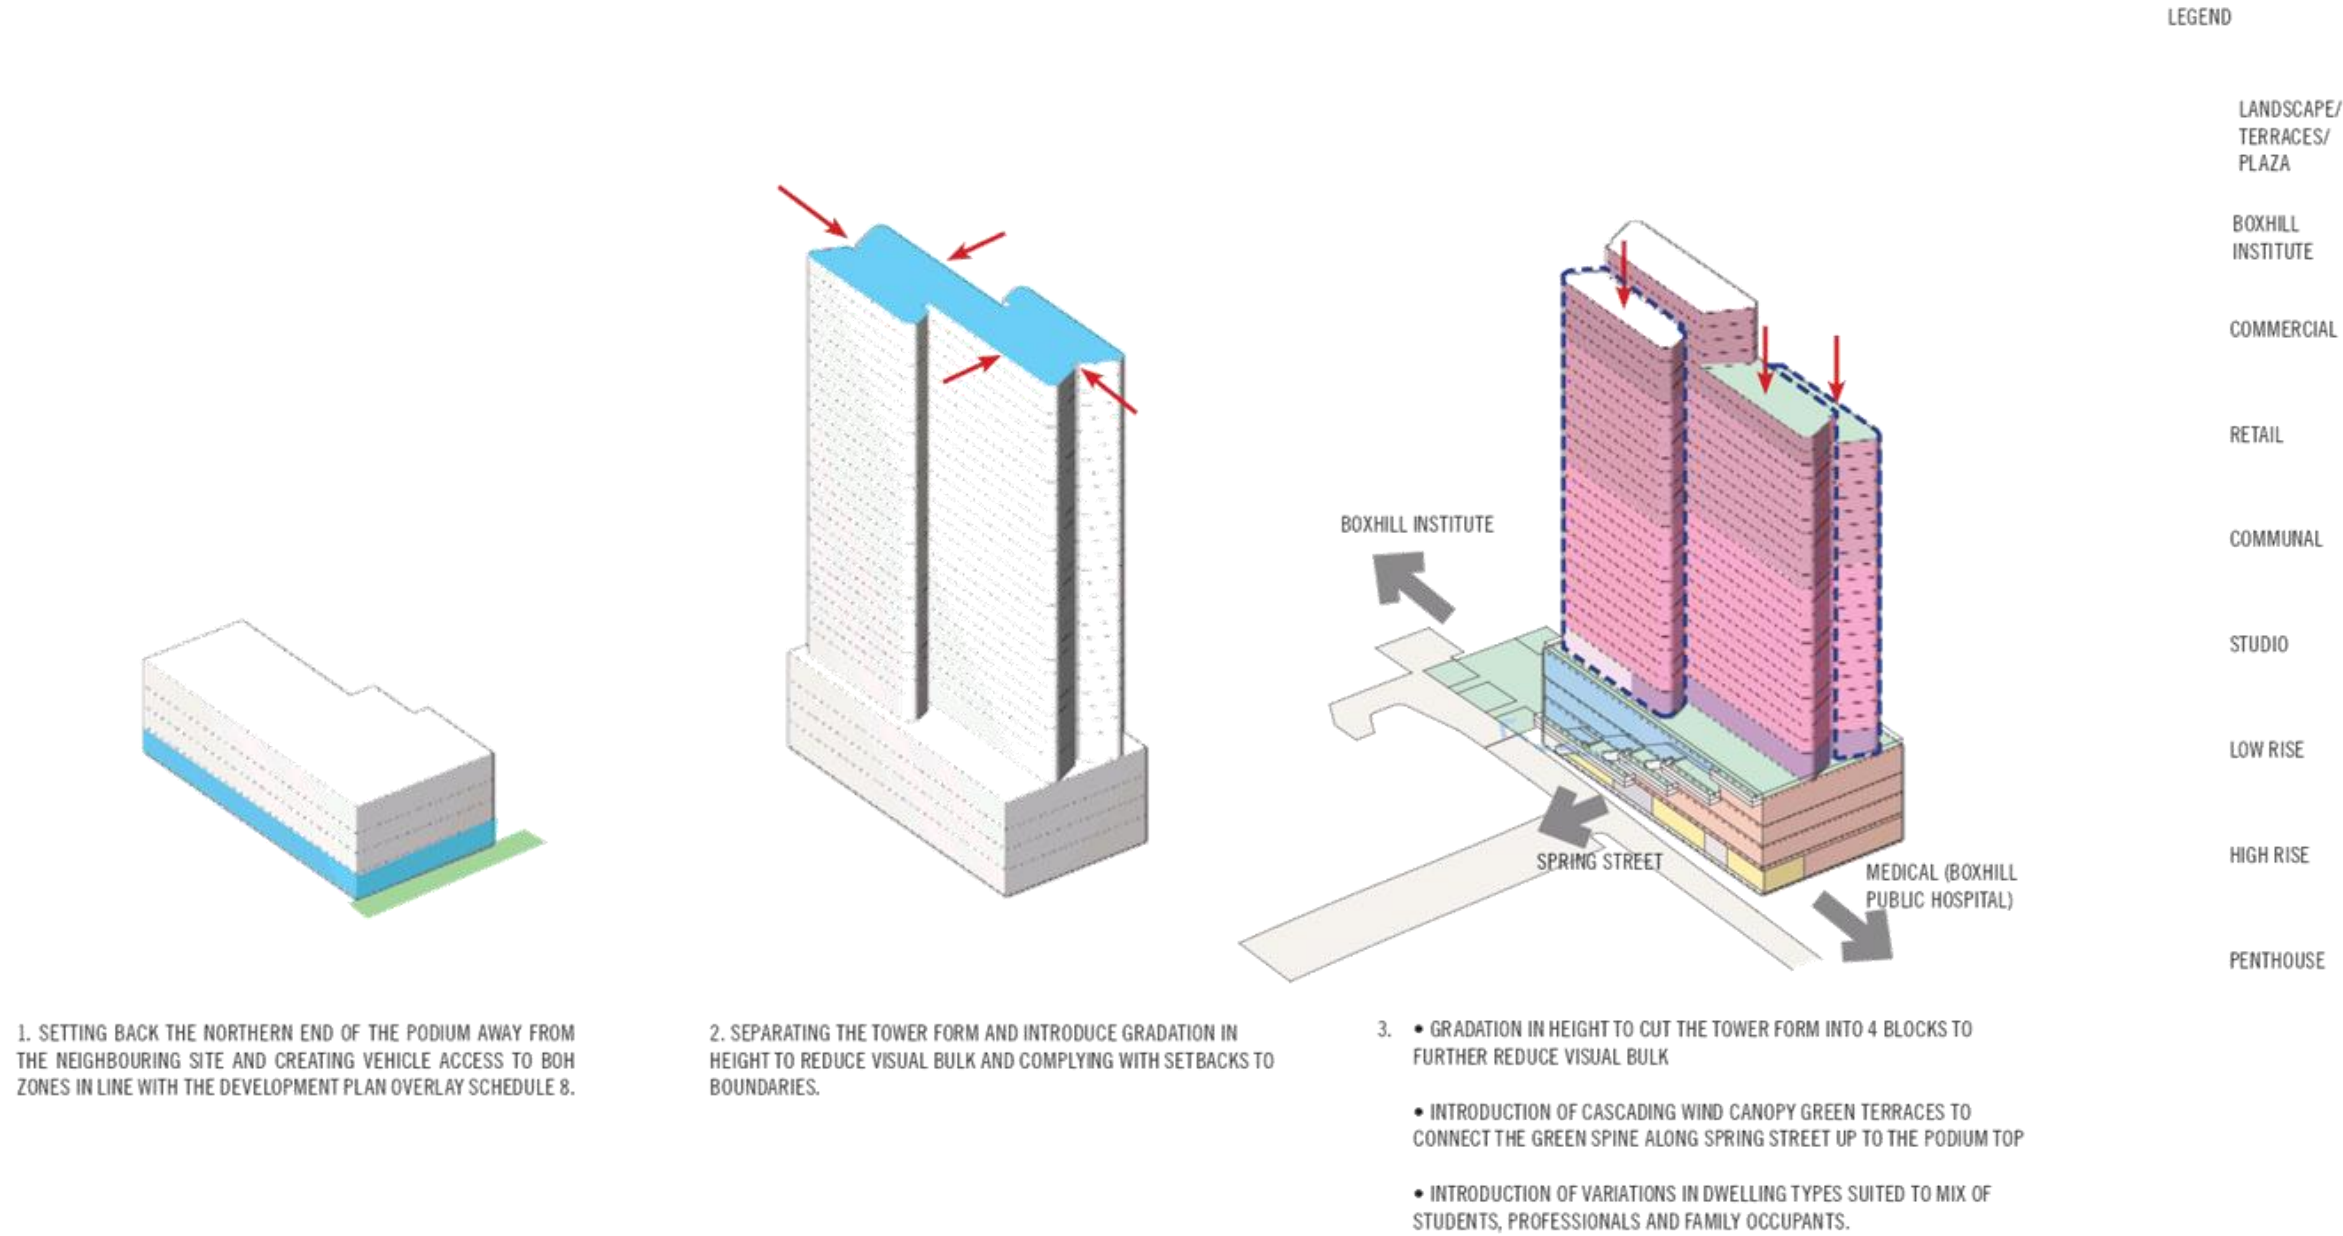 LEGEND
LANDSCAPE/
TERRACES/
PLAZA
BOXHILL
INSTITUTE
COMMERCIAL
RETAIL
COMMUNAL
STUDIO
LOW RISE
HIGH RISE
PENTHOUSE
BOXHILL INSTITUTE
SPRING STREET
MEDICAL (BOXHILL
PUBLIC HOSPITAL)
1. SETTING BACK THE NORTHERN END OF THE PODIUM AWAY FROM
THE NEIGHBOURING SITE AND CREATING VEHICLE ACCESS TO BOH
ZONES IN LINE WITH THE DEVELOPMENT PLAN OVERLAY SCHEDULE 8.
2. SEPARATING THE TOWER FORM AND INTRODUCE GRADATION IN
HEIGHT TO REDUCE VISUAL BULK AND COMPLYING WITH SETBACKS TO
BOUNDARIES.
3. • GRADATION IN HEIGHT TO CUT THE TOWER FORM INTO 4 BLOCKS TO
FURTHER REDUCE VISUAL BULK
• INTRODUCTION OF CASCADING WIND CANOPY GREEN TERRACES TO
CONNECT THE GREEN SPINE ALONG SPRING STREET UP TO THE PODIUM TOP
• INTRODUCTION OF VARIATIONS IN DWELLING TYPES SUITED TO MIX OF
STUDENTS, PROFESSIONALS AND FAMILY OCCUPANTS.